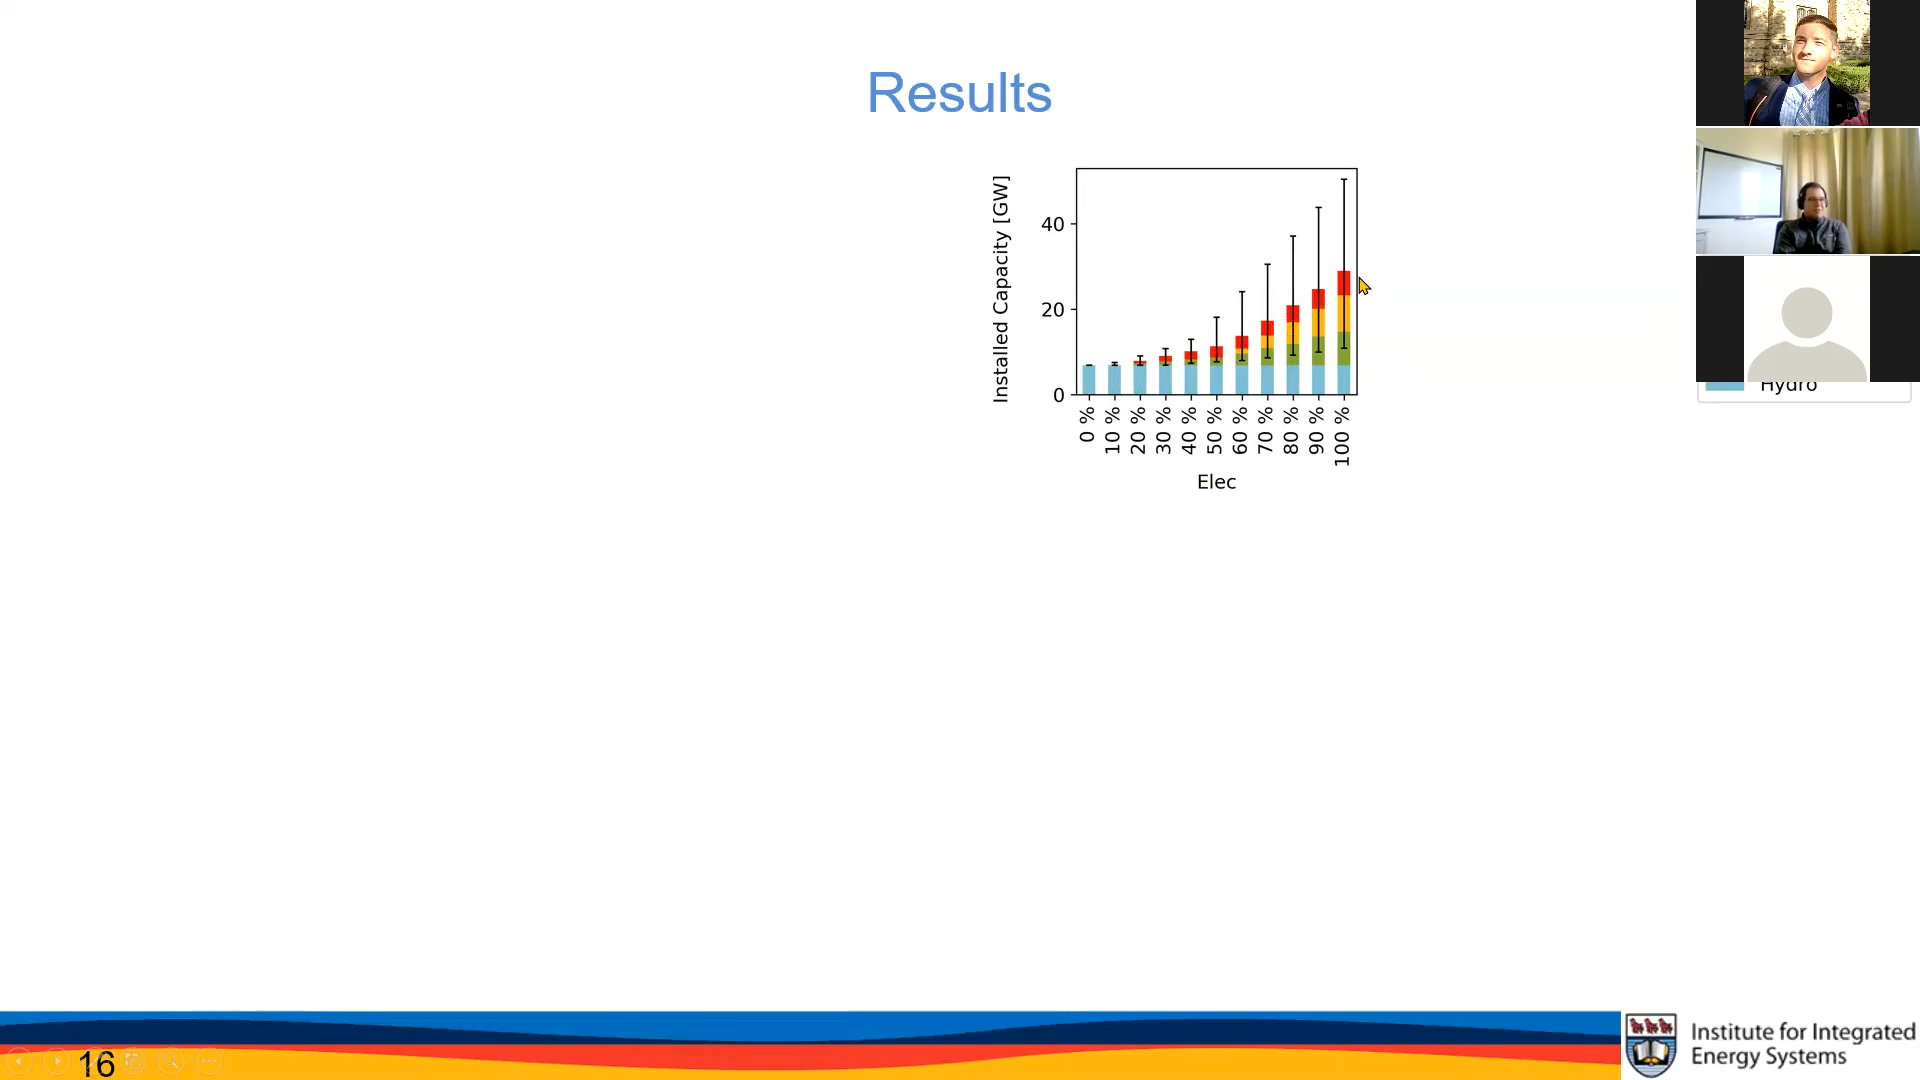 Results
Installed Capacity [GW]
40
20
0
0 %
10 %
20 %
30 %
40 %
50 %
60 %
70 %
80 %
90 %
100 %
Elec
Hydro
16
Institute for Integrated
Energy Systems